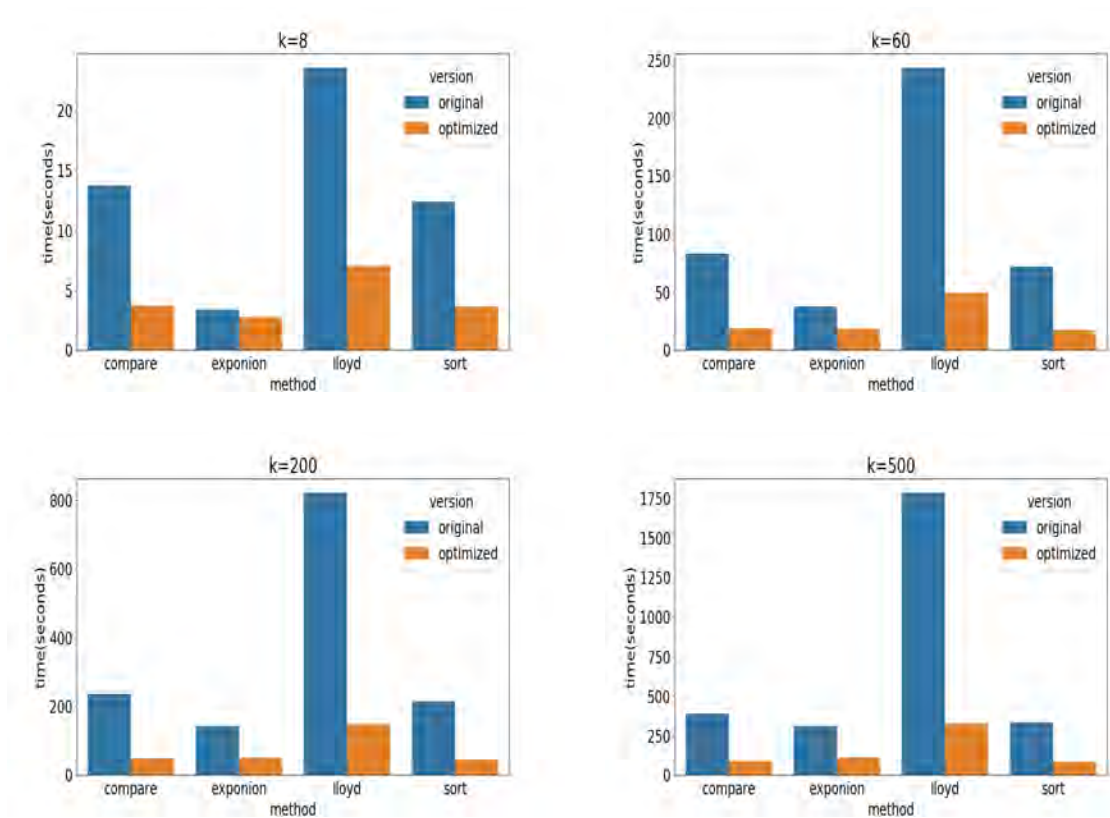 k=8
time(seconds)
20
15
10
5
0
version
original
optimized
compare exponion lloyd sort
method
k=60
time(seconds)
250
200
150
100
50
0
version
original
optimized
compare exponion lloyd sort
method
k=200
time(seconds)
800
600
400
200
0
version
original
optimized
compare exponion lloyd sort
method
k=500
time(seconds)
1750
1500
1250
1000
750
500
250
0
version
original
optimized
compare exponion lloyd sort
method